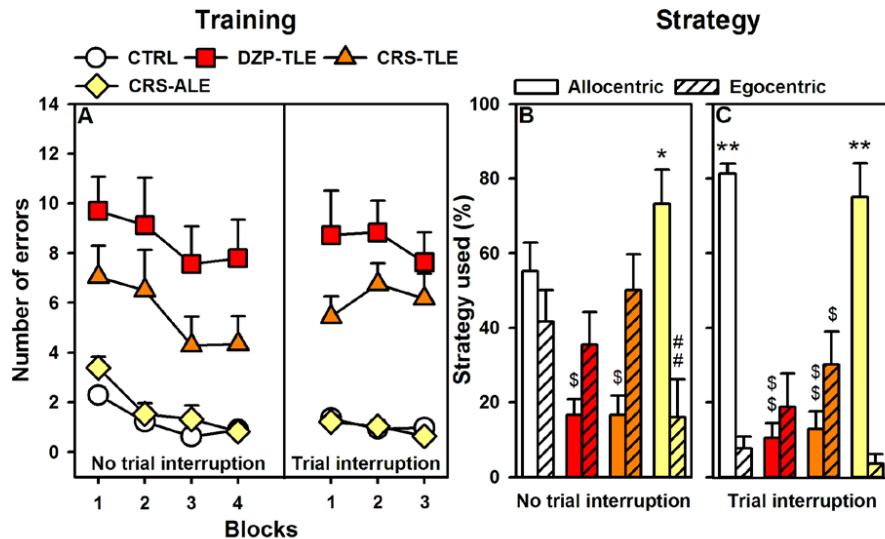 Training
Strategy
CTRL DZP-TLE CRS-TLE
CRS-ALE
Allocentric Egocentric
A
B
C
Number of errors
14
12
10
8
6
4
2
0
No trial interruption
Trial interruption
1 2 3 4
1 2 3
Blocks
Strategy used (%)
100
80
60
40
20
0
$
$
*
##
**
$$
$$
$
**
No trial interruption
Trial interruption